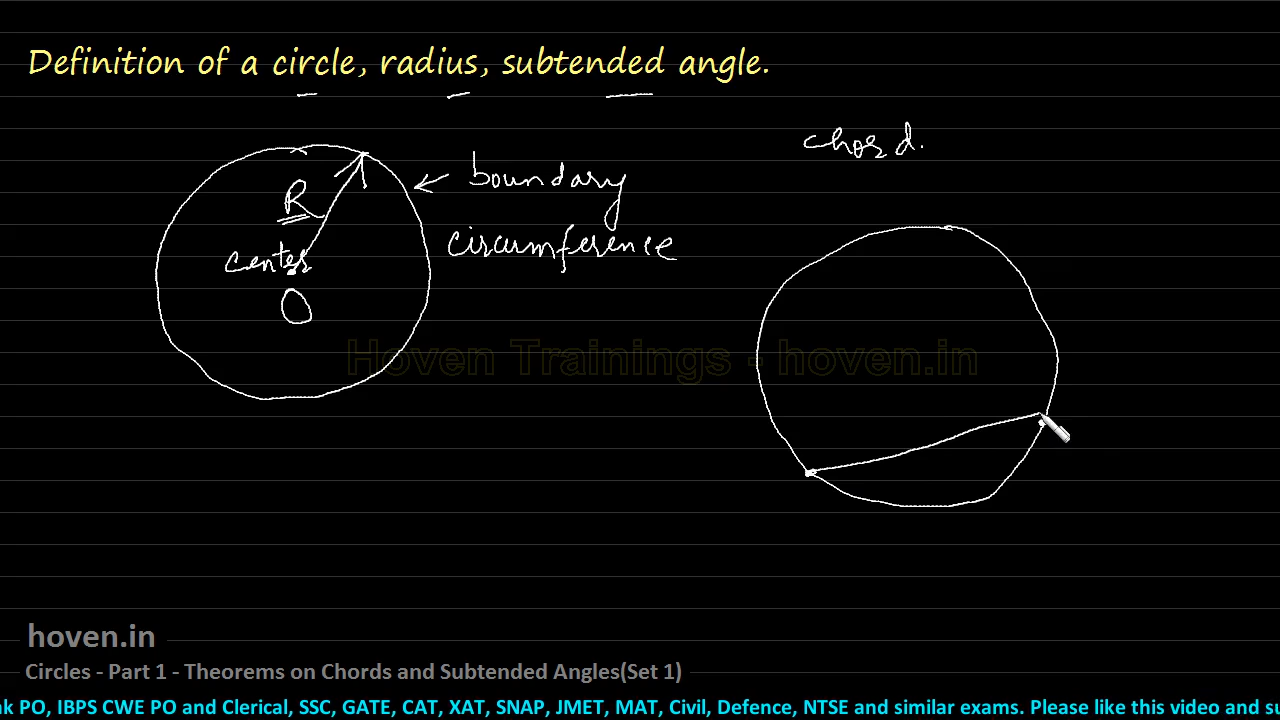 Definition of a circle, radius, subtended angle.
chord.
boundary
R
circumference
center
O
Hoven Trainings - hoven.in
hoven.in
Circles - Part 1 - Theorems on Chords and Subtended Angles(Set 1)
PO, IBPS CWE PO and Clerical, SSC, GATE, CAT, XAT, SNAP, JMET, MAT, Civil, Defence, NTSE and similar exams. Please like this video and